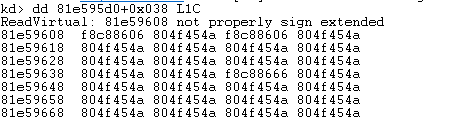 kd> dd 81e595d0+0x038 L1C
ReadVirtual: 81e59608 not properly sign extended
81e59608  f8c88606 804f454a f8c88606 804f454a
81e59618  804f454a 804f454a 804f454a 804f454a
81e59628  804f454a 804f454a 804f454a 804f454a
81e59638  804f454a 804f454a f8c88666 804f454a
81e59648  804f454a 804f454a 804f454a 804f454a
81e59658  804f454a 804f454a 804f454a 804f454a
81e59668  804f454a 804f454a 804f454a 804f454a